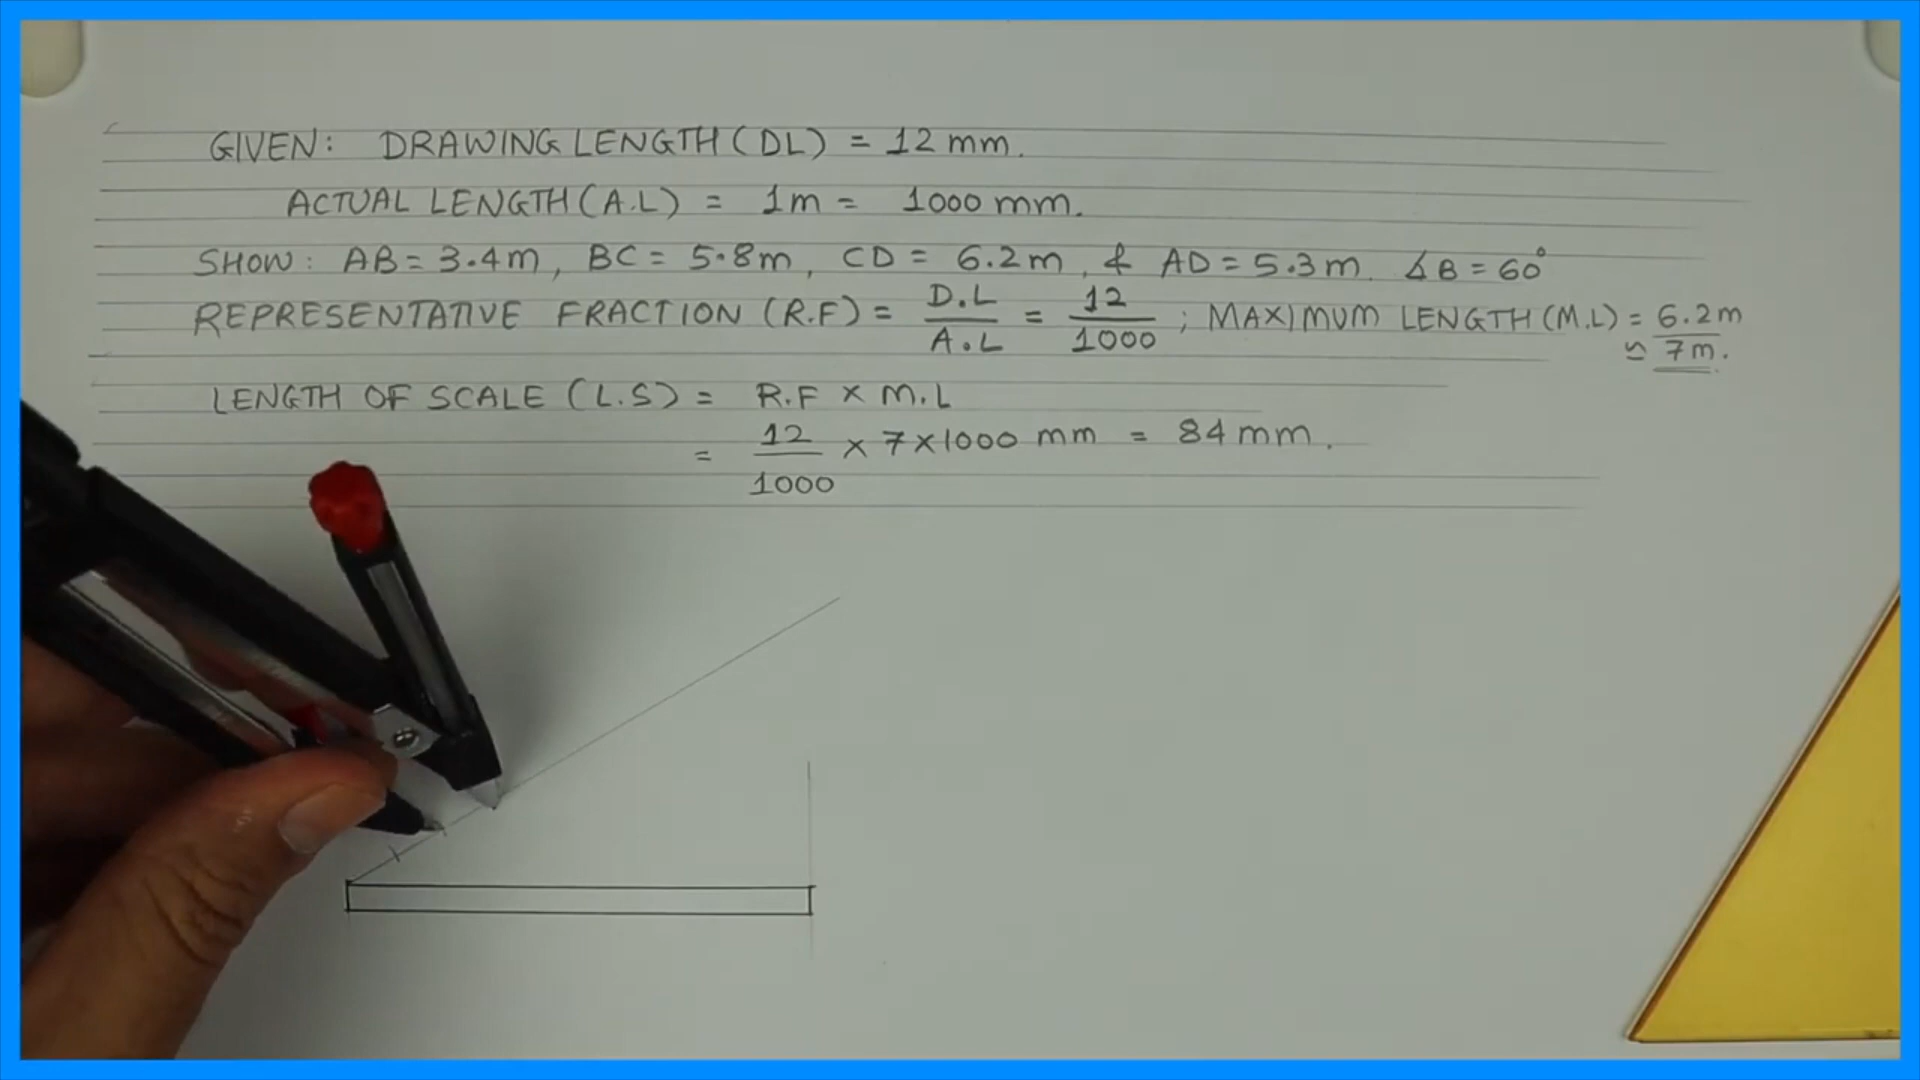 GIVEN: DRAWING LENGTH (DL) = 12 mm.
ACTUAL LENGTH (A.L) = 1m = 1000 mm.
SHOW: AB = 3.4m, BC = 5.8m, CD = 6.2m, & AD = 5.3m. ∡B = 60°
REPRESENTATIVE FRACTION (R.F) = D.L/A.L = 12/1000 ; MAXIMUM LENGTH (M.L) = 6.2m
≃ 7m.
LENGTH OF SCALE (L.S) = R.F × M.L
= 12/1000 × 7×1000 mm = 84 mm.